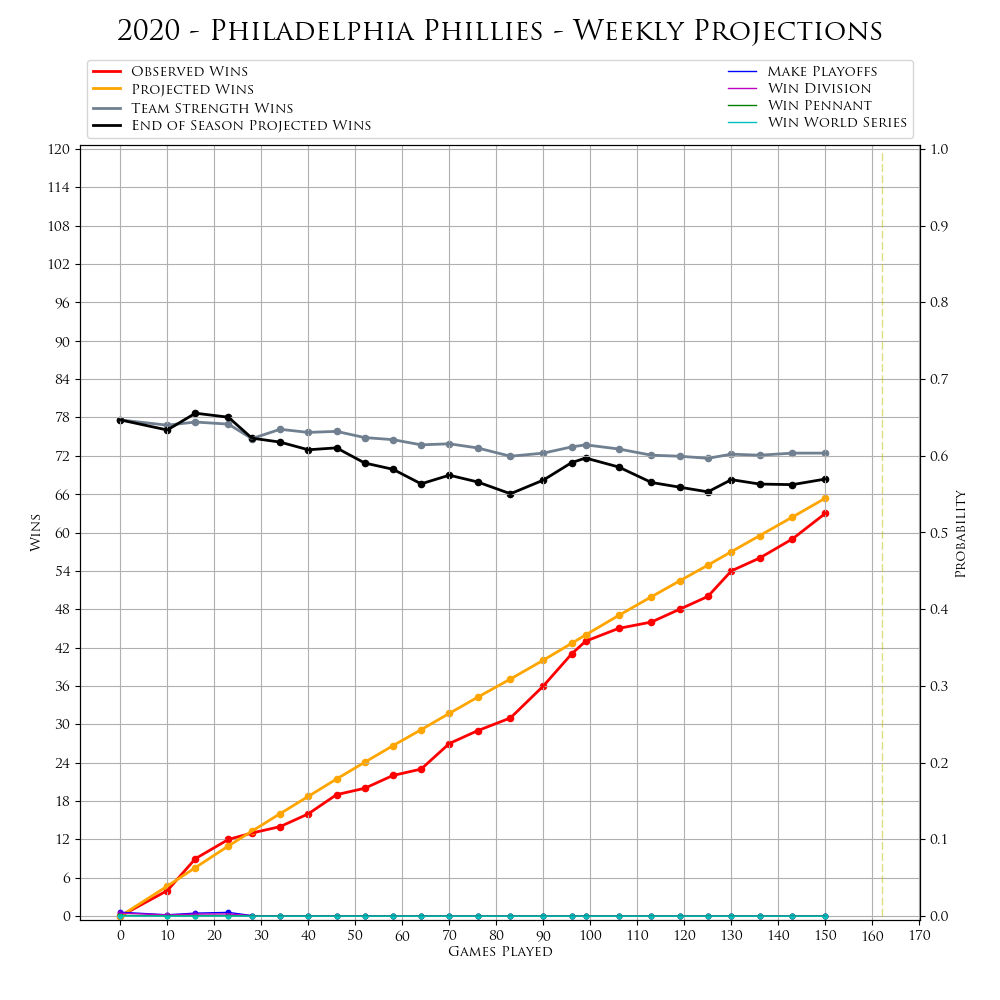 2020 - Philadelphia Phillies - Weekly Projections
Observed Wins
Projected Wins
Team Strength Wins
End of Season Projected Wins
Make Playoffs
Win Division
Win Pennant
Win World Series
120
114
108
102
96
90
84
78
72
66
60
54
48
42
36
30
24
18
12
6
0
Wins
1.0
0.9
0.8
0.7
0.6
0.5
0.4
0.3
0.2
0.1
0.0
Probability
0 10 20 30 40 50 60 70 80 90 100 110 120 130 140 150 160 170
Games Played